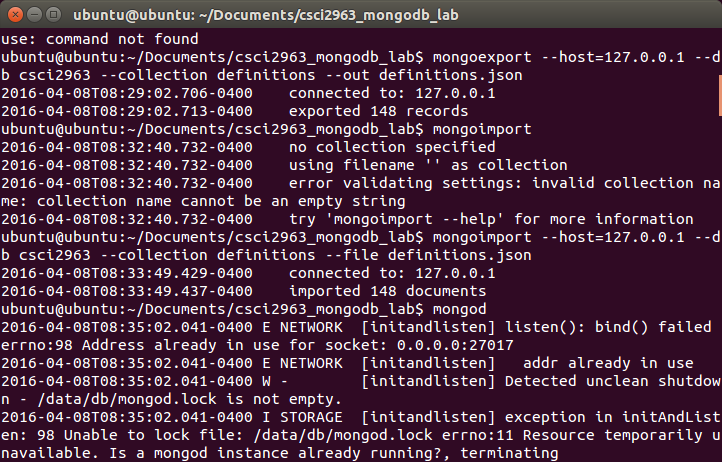 ubuntu@ubuntu: ~/Documents/csci2963_mongodb_lab
use: command not found
ubuntu@ubuntu:~/Documents/csci2963_mongodb_lab$ mongoexport --host=127.0.0.1 --d
b csci2963 --collection definitions --out definitions.json
2016-04-08T08:29:02.706-0400    connected to: 127.0.0.1
2016-04-08T08:29:02.713-0400    exported 148 records
ubuntu@ubuntu:~/Documents/csci2963_mongodb_lab$ mongoimport
2016-04-08T08:32:40.732-0400    no collection specified
2016-04-08T08:32:40.732-0400    using filename '' as collection
2016-04-08T08:32:40.732-0400    error validating settings: invalid collection na
me: collection name cannot be an empty string
2016-04-08T08:32:40.732-0400    try 'mongoimport --help' for more information
ubuntu@ubuntu:~/Documents/csci2963_mongodb_lab$ mongoimport --host=127.0.0.1 --d
b csci2963 --collection definitions --file definitions.json
2016-04-08T08:33:49.429-0400    connected to: 127.0.0.1
2016-04-08T08:33:49.437-0400    imported 148 documents
ubuntu@ubuntu:~/Documents/csci2963_mongodb_lab$ mongod
2016-04-08T08:35:02.041-0400 E NETWORK  [initandlisten] listen(): bind() failed
errno:98 Address already in use for socket: 0.0.0.0:27017
2016-04-08T08:35:02.041-0400 E NETWORK  [initandlisten]   addr already in use
2016-04-08T08:35:02.041-0400 W -        [initandlisten] Detected unclean shutdow
n - /data/db/mongod.lock is not empty.
2016-04-08T08:35:02.041-0400 I STORAGE  [initandlisten] exception in initAndList
en: 98 Unable to lock file: /data/db/mongod.lock errno:11 Resource temporarily u
navailable. Is a mongod instance already running?, terminating